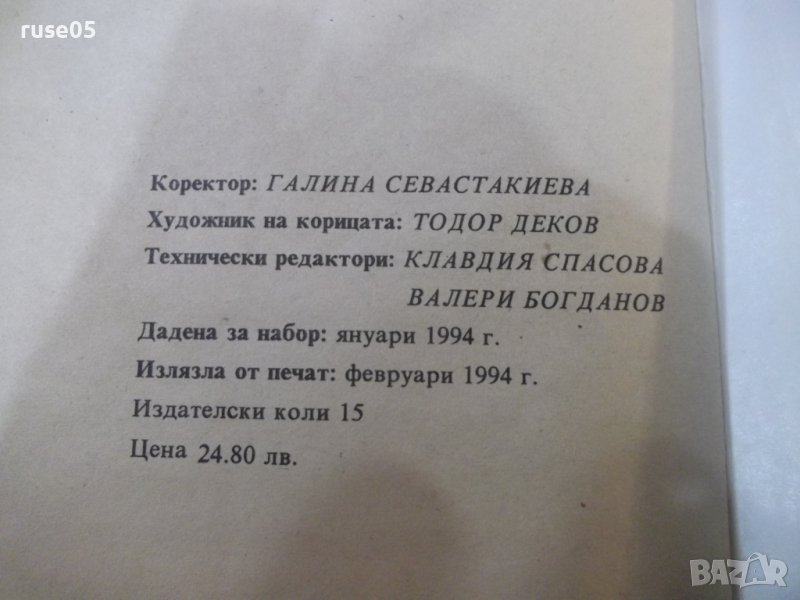 ruse05
Коректор: ГАЛИНА СЕВАСТАКИЕВА
Художник на корицата: ТОДОР ДЕКОВ
Технически редактори: КЛАВДИЯ СПАСОВА
ВАЛЕРИ БОГДАНОВ
Дадена за набор: януари 1994 г.
Излязла от печат: февруари 1994 г.
Издателски коли 15
Цена 24.80 лв.
BAZAR